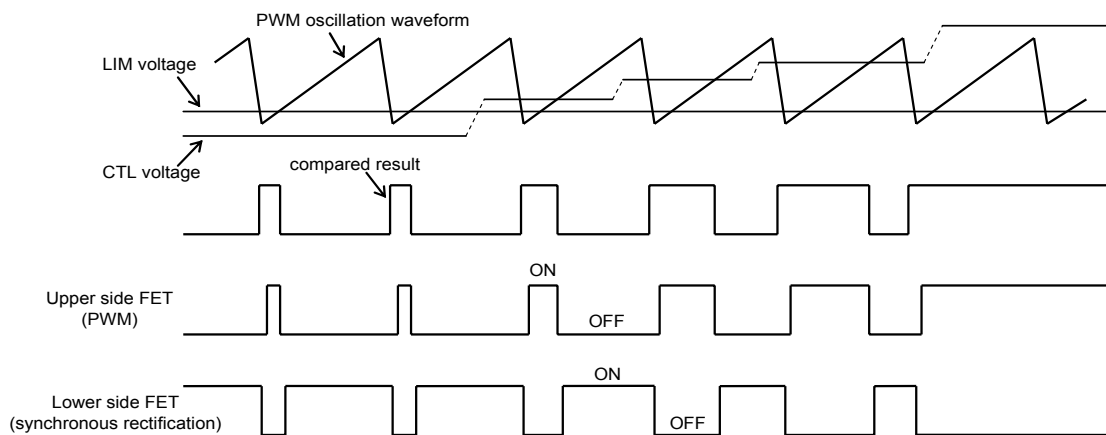 PWM oscillation waveform
LIM voltage
CTL voltage
compared result
ON
Upper side FET
(PWM)
OFF
ON
Lower side FET
(synchronous rectification)
OFF